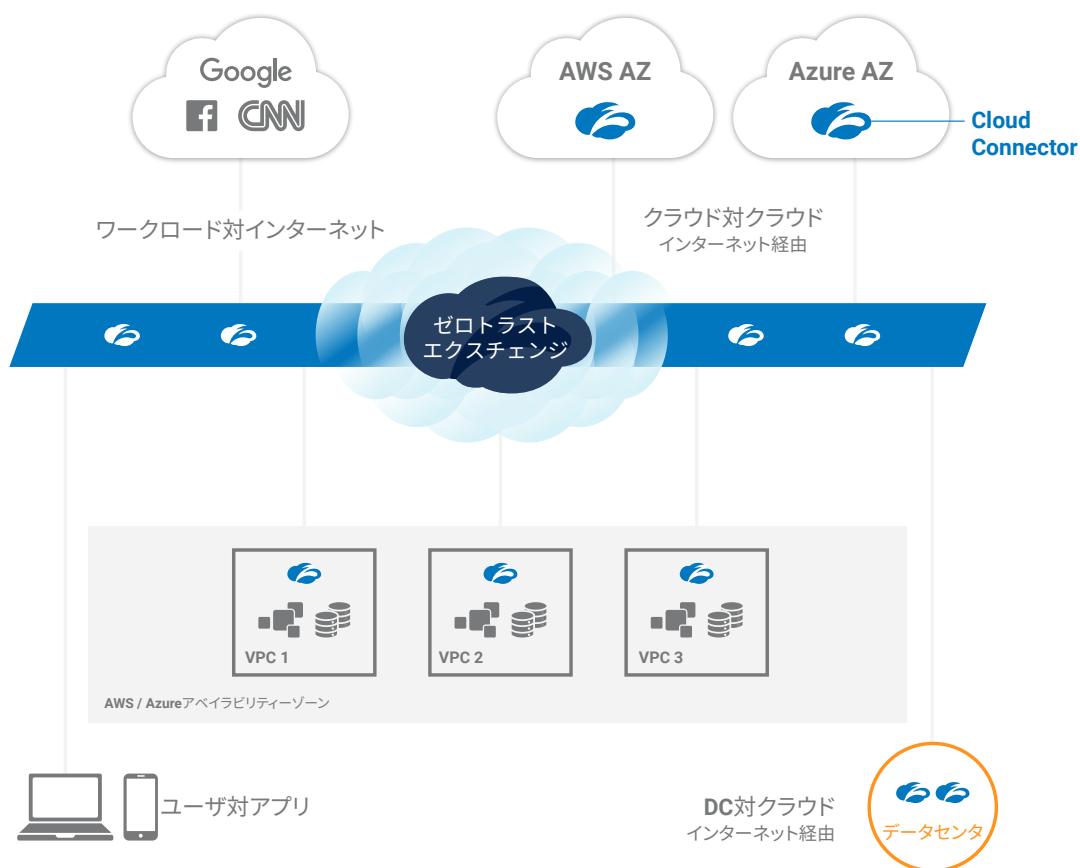 Google
CNN
AWS AZ
Azure AZ
Cloud
Connector
ワークロード対インターネット
クラウド対クラウド
インターネット経由
ゼロトラスト
エクスチェンジ
VPC 1
VPC 2
VPC 3
AWS / Azureアベイラビリティーゾーン
ユーザ対アプリ
DC対クラウド
インターネット経由
データセンタ